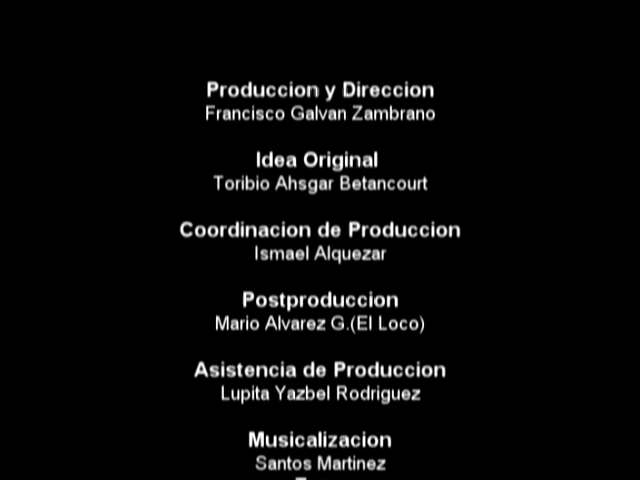 Produccion y Direccion
Francisco Galvan Zambrano
Idea Original
Toribio Ahsgar Betancourt
Coordinacion de Produccion
Ismael Alquezar
Postproduccion
Mario Alvarez G.(El Loco)
Asistencia de Produccion
Lupita Yazbel Rodriguez
Musicalizacion
Santos Martinez